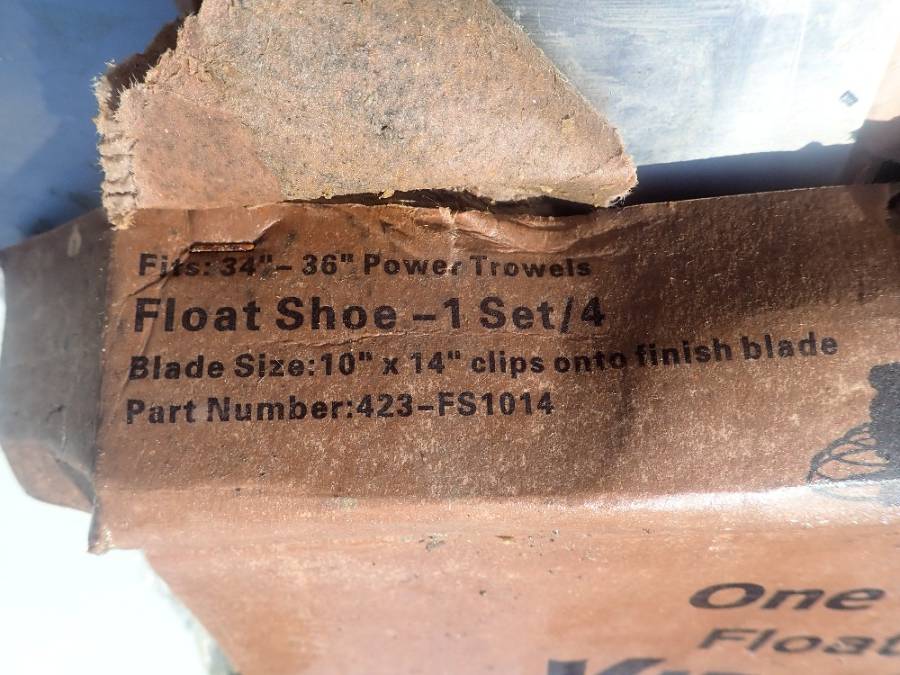 Fits: 34"- 36" Power Trowels
Float Shoe -1 Set/4
Blade Size:10" x 14" clips onto finish blade
Part Number:423-FS1014
One
Float